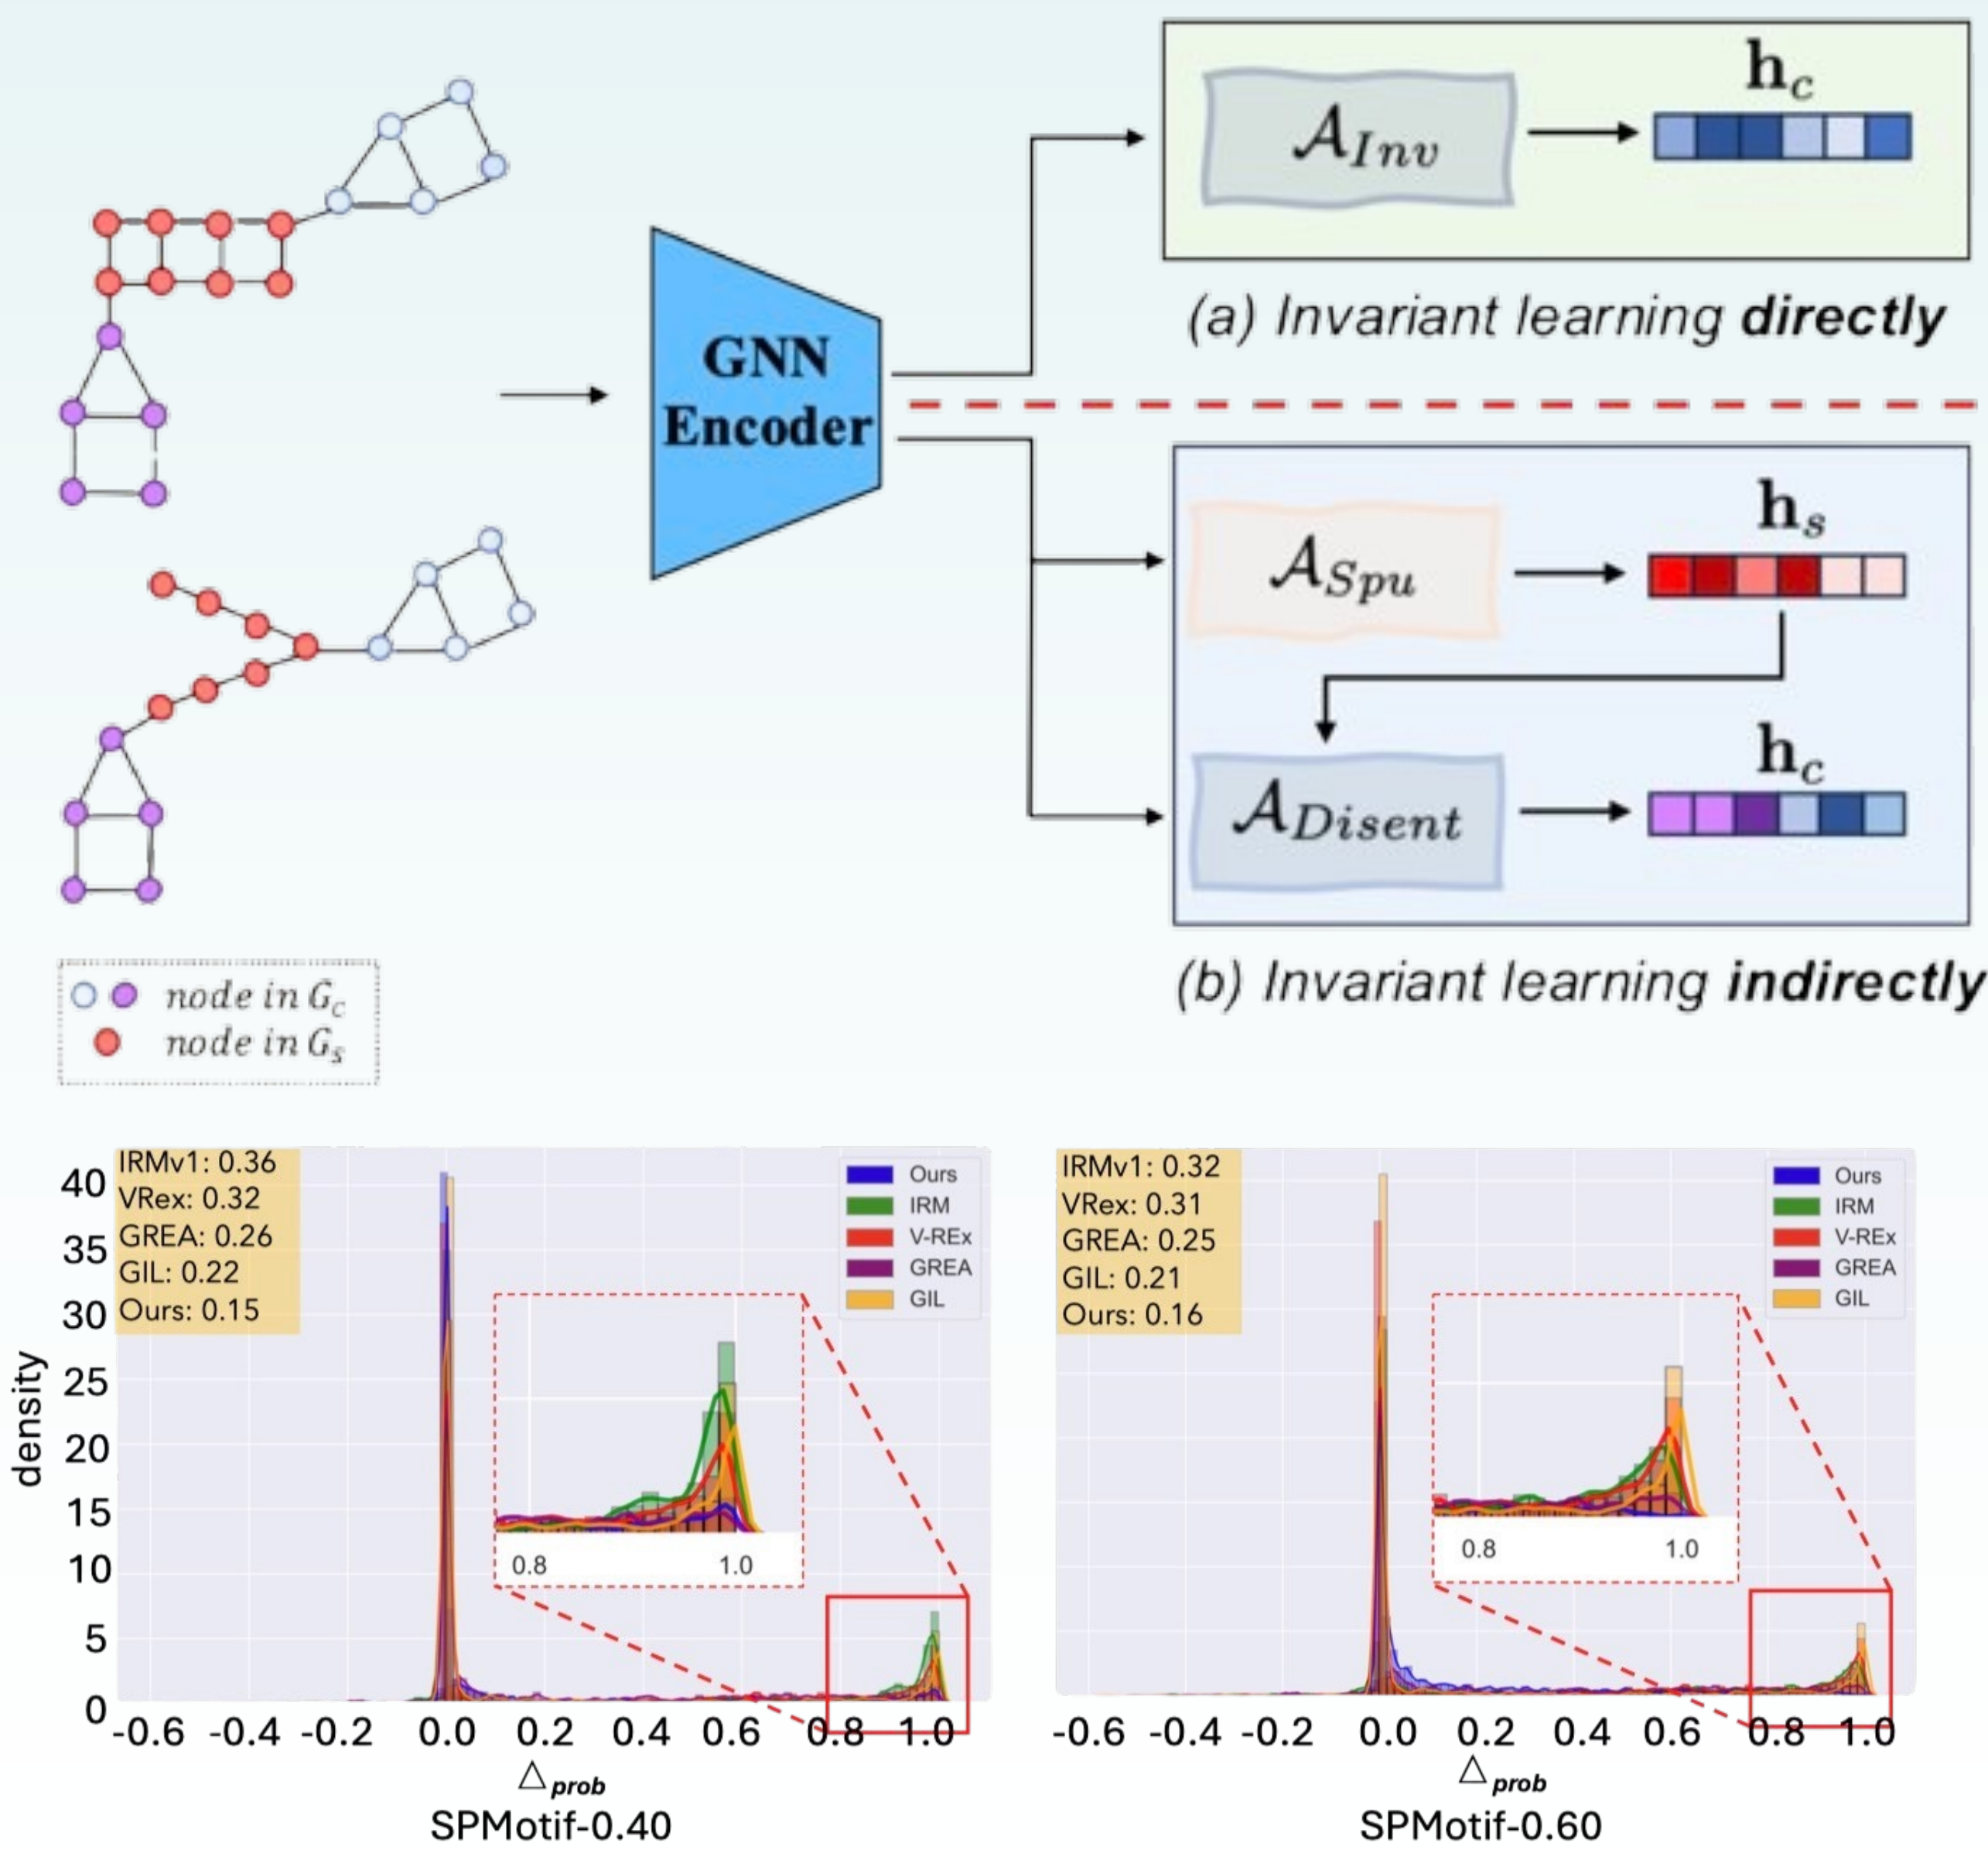 h_c
A_Inv
(a) Invariant learning directly
GNN
Encoder
h_s
A_Spu
h_c
A_Disent
(b) Invariant learning indirectly
node in G_c
node in G_s
IRMv1: 0.36
VRex: 0.32
GREA: 0.26
GIL: 0.22
Ours: 0.15
Ours
IRM
V-REx
GREA
GIL
density
40
35
30
25
20
15
10
5
0
0.8 1.0
-0.6 -0.4 -0.2 0.0 0.2 0.4 0.6 0.8 1.0
△prob
SPMotif-0.40
IRMv1: 0.32
VRex: 0.31
GREA: 0.25
GIL: 0.21
Ours: 0.16
Ours
IRM
V-REx
GREA
GIL
0.8 1.0
-0.6 -0.4 -0.2 0.0 0.2 0.4 0.6 0.8 1.0
△prob
SPMotif-0.60